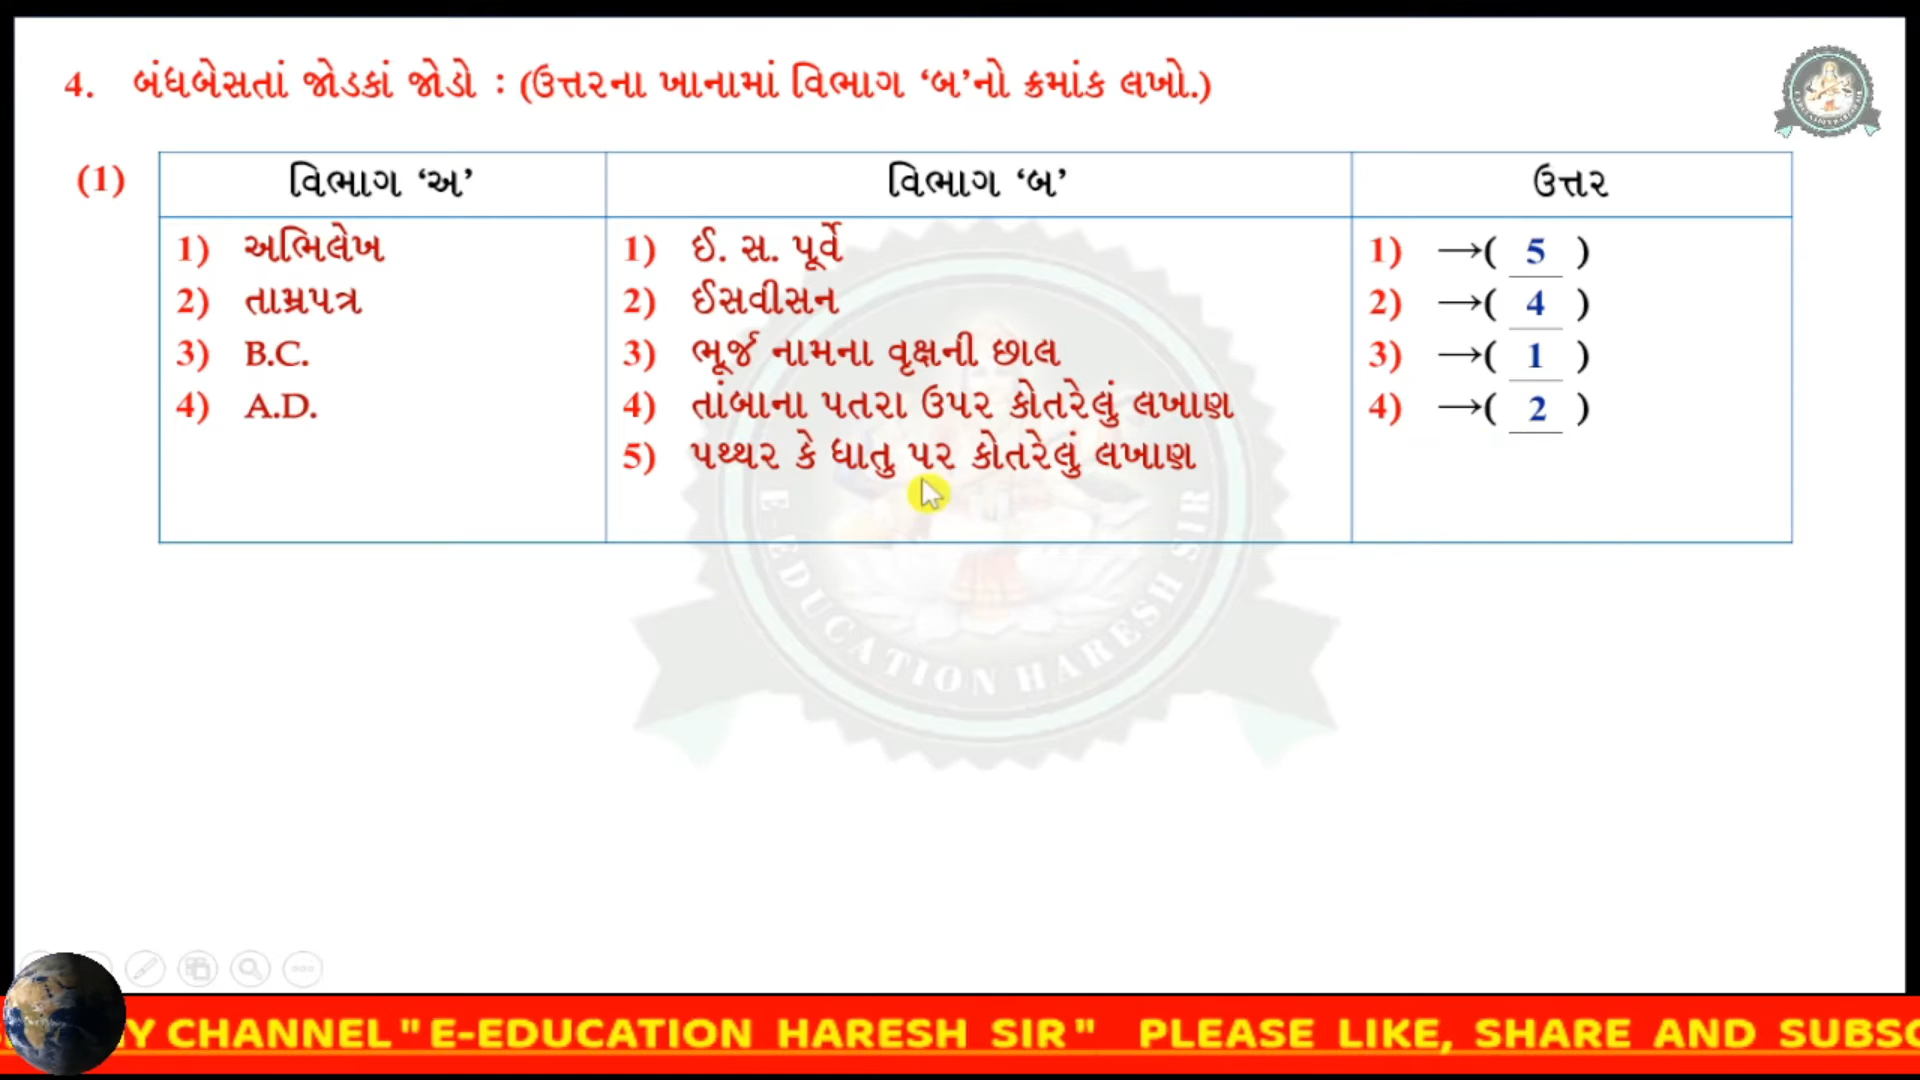 4. બંધબેસતાં જોડકાં જોડો : (ઉત્તરના ખાનામાં વિભાગ ‘બ’નો ક્રમાંક લખો.)
(1) વિભાગ ‘અ’ વિભાગ ‘બ’ ઉત્તર
1) અભિલેખ 1) ઈ. સ. પૂર્વે 1) →( 5 )
2) તામ્રપત્ર 2) ઈસવીસન 2) →( 4 )
3) B.C. 3) ભૂર્જ નામના વૃક્ષની છાલ 3) →( 1 )
4) A.D. 4) તાંબાના પતરા ઉપર કોતરેલું લખાણ 4) →( 2 )
5) પથ્થર કે ધાતુ પર કોતરેલું લખાણ
E-EDUCATION HARESH SIR
Y CHANNEL "E-EDUCATION HARESH SIR" PLEASE LIKE, SHARE AND SUBSC